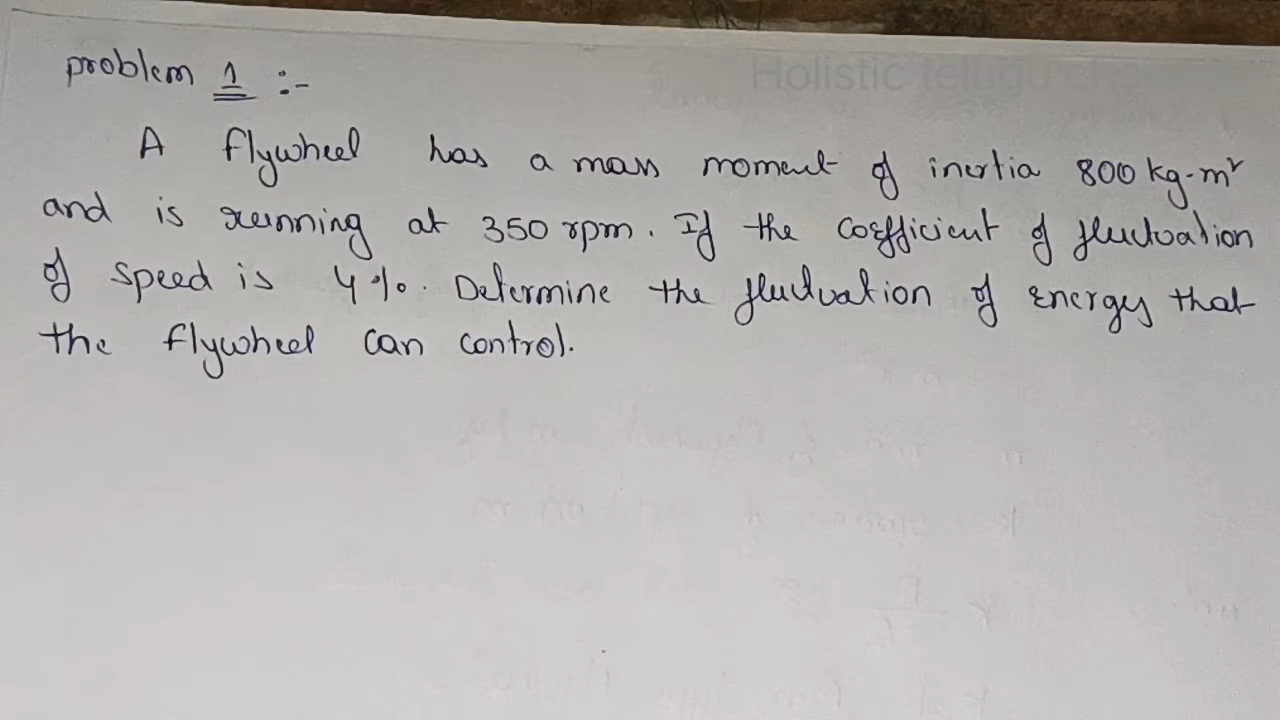 problem 1 :-
A flywheel has a mass moment of inertia 800 kg-m²
and is running at 350 rpm. If the coefficient of fluctuation
of speed is 4%. Determine the fluctuation of energy that
the flywheel can control.